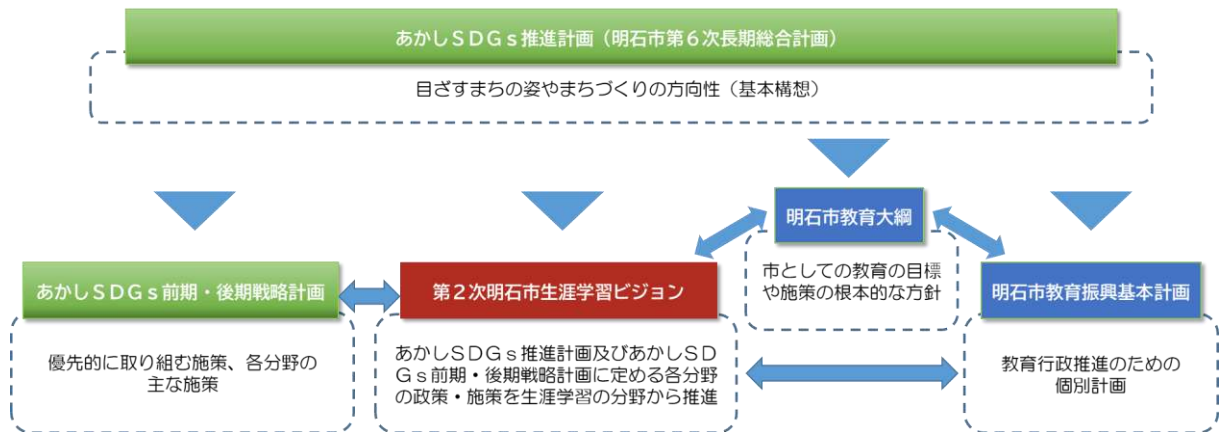 あかしＳＤＧｓ推進計画（明石市第６次長期総合計画）
目ざすまちの姿やまちづくりの方向性（基本構想）
明石市教育大綱
市としての教育の目標
や施策の根本的な方針
あかしＳＤＧｓ前期・後期戦略計画
優先的に取り組む施策、各分野の
主な施策
第２次明石市生涯学習ビジョン
あかしＳＤＧｓ推進計画及びあかしＳＤ
Ｇｓ前期・後期戦略計画に定める各分野
の政策・施策を生涯学習の分野から推進
明石市教育振興基本計画
教育行政推進のための
個別計画